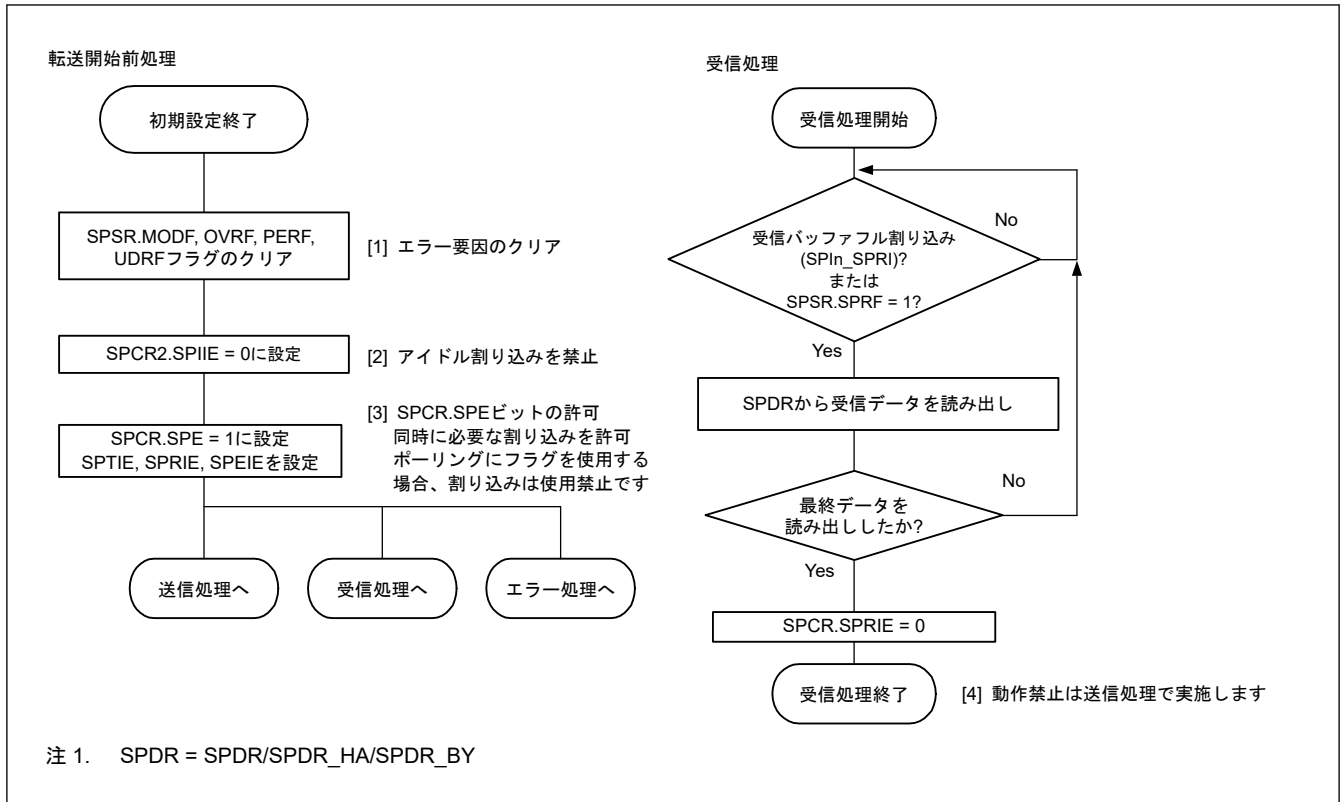 転送開始前処理
初期設定終了
SPSR.MODF, OVRF, PERF,
UDRFフラグのクリア
[1] エラー要因のクリア
SPCR2.SPIIE = 0に設定
[2] アイドル割り込みを禁止
SPCR.SPE = 1に設定
SPTIE, SPRIE, SPEIEを設定
[3] SPCR.SPEビットの許可
同時に必要な割り込みを許可
ポーリングにフラグを使用する
場合、割り込みは使用禁止です
送信処理へ
受信処理へ
エラー処理へ
受信処理
受信処理開始
受信バッファフル割り込み
(SPIn_SPRI)?
または
SPSR.SPRF = 1?
No
Yes
SPDRから受信データを読み出し
最終データを
読み出ししたか?
No
Yes
SPCR.SPRIE = 0
受信処理終了
[4] 動作禁止は送信処理で実施します
注 1. SPDR = SPDR/SPDR_HA/SPDR_BY